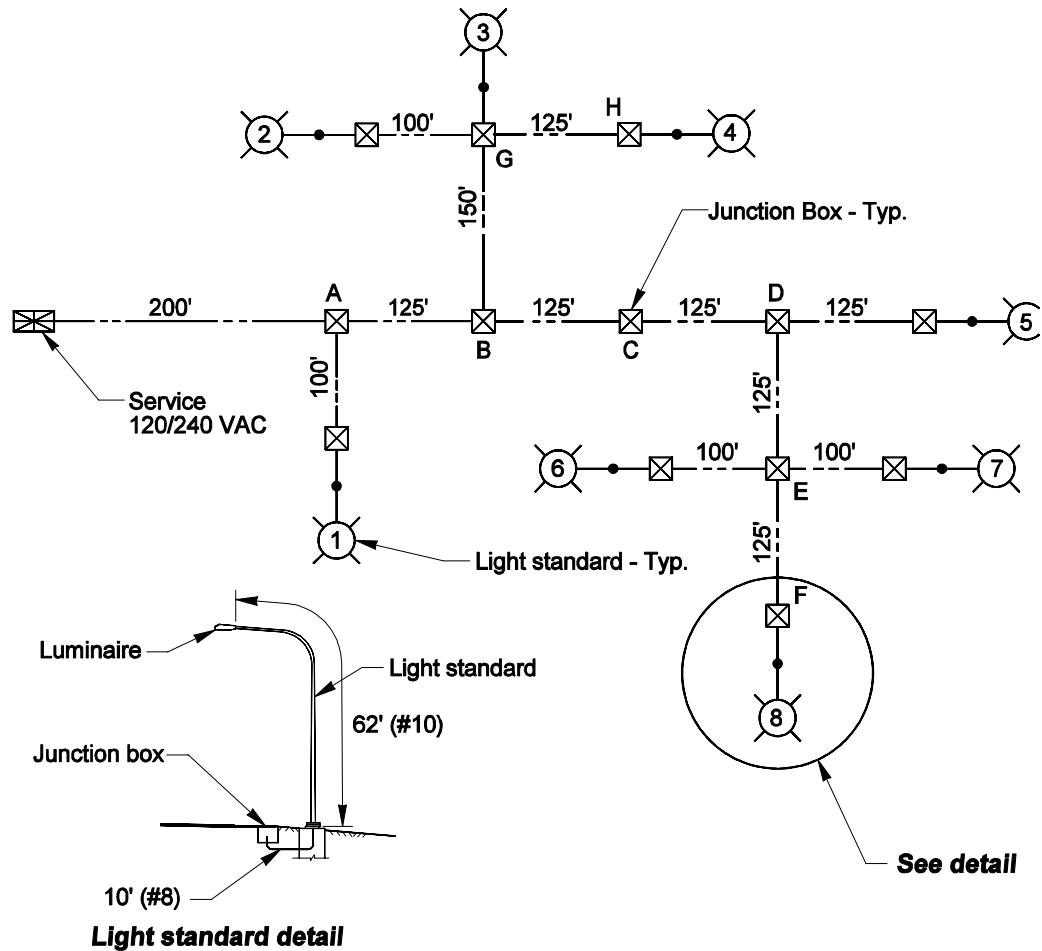 3
H
2
100'
125'
4
G
150'
Junction Box - Typ.
200'
A
125'
125'
125'
D
125'
5
B
C
100'
Service
120/240 VAC
125'
6
100'
100'
7
E
125'
1
Light standard - Typ.
F
Luminaire
Light standard
62' (#10)
8
Junction box
See detail
10' (#8)
Light standard detail